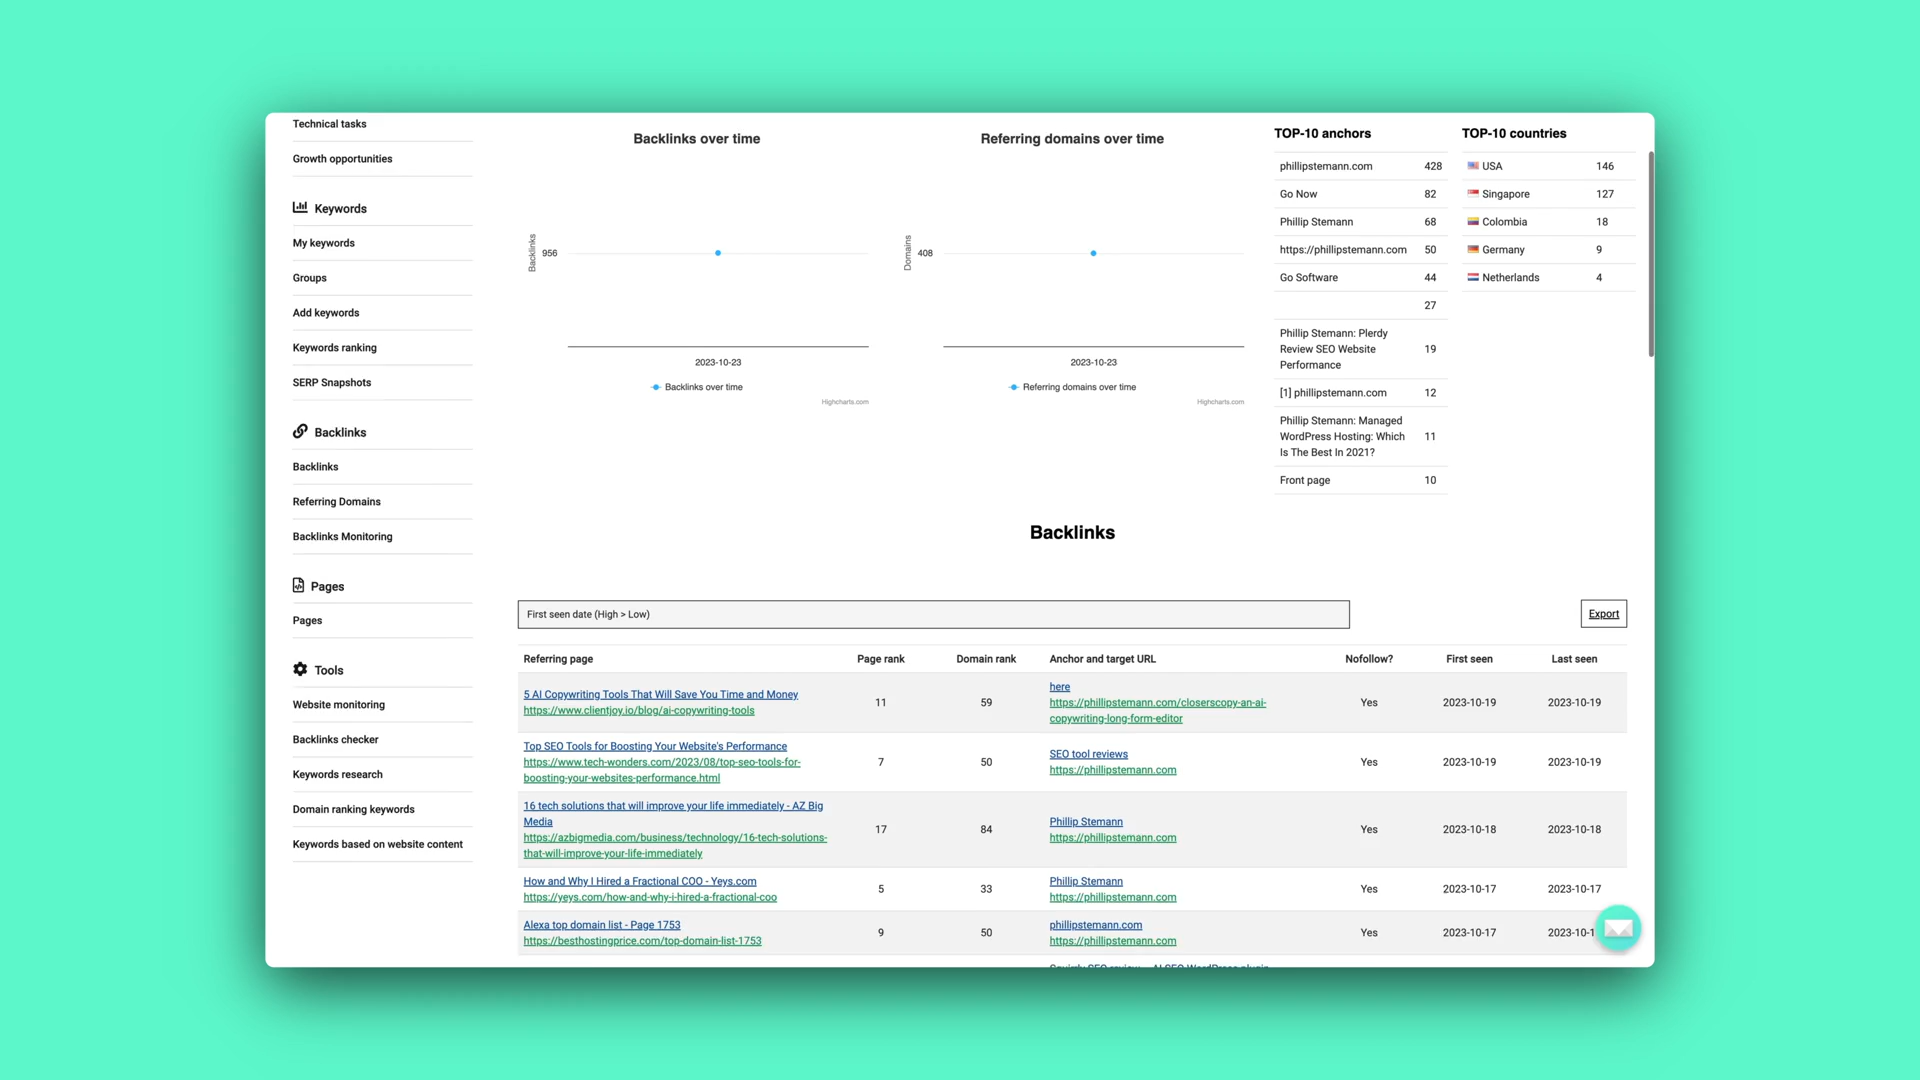 Technical tasks
Growth opportunities
Keywords
My keywords
Groups
Add keywords
Keywords ranking
SERP Snapshots
Backlinks
Backlinks
Referring Domains
Backlinks Monitoring
Pages
Pages
Tools
Website monitoring
Backlinks checker
Keywords research
Domain ranking keywords
Keywords based on website content
Backlinks over time
Backlinks
956
2023-10-23
Backlinks over time
Highcharts.com
Referring domains over time
Domains
408
2023-10-23
Referring domains over time
Highcharts.com
TOP-10 anchors
phillipstemann.com 428
Go Now 82
Phillip Stemann 68
https://phillipstemann.com 50
Go Software 44
27
Phillip Stemann: Plerdy
Review SEO Website 19
Performance
[1] phillipstemann.com 12
Phillip Stemann: Managed
WordPress Hosting: Which 11
Is The Best In 2021?
Front page 10
TOP-10 countries
USA 146
Singapore 127
Colombia 18
Germany 9
Netherlands 4
Backlinks
First seen date (High > Low)
Export
Referring page Page rank Domain rank Anchor and target URL Nofollow? First seen Last seen
5 AI Copywriting Tools That Will Save You Time and Money
https://www.clientjoy.io/blog/ai-copywriting-tools
11 59
here
https://phillipstemann.com/closerscopy-an-ai-
copywriting-long-form-editor
Yes 2023-10-19 2023-10-19
Top SEO Tools for Boosting Your Website's Performance
https://www.tech-wonders.com/2023/08/top-seo-tools-for-
boosting-your-websites-performance.html
7 50
SEO tool reviews
https://phillipstemann.com
Yes 2023-10-19 2023-10-19
16 tech solutions that will improve your life immediately - AZ Big
Media
https://azbigmedia.com/business/technology/16-tech-solutions-
that-will-improve-your-life-immediately
17 84
Phillip Stemann
https://phillipstemann.com
Yes 2023-10-18 2023-10-18
How and Why I Hired a Fractional COO - Yeys.com
https://yeys.com/how-and-why-i-hired-a-fractional-coo
5 33
Phillip Stemann
https://phillipstemann.com
Yes 2023-10-17 2023-10-17
Alexa top domain list - Page 1753
https://besthostingprice.com/top-domain-list-1753
9 50
phillipstemann.com
https://phillipstemann.com
Yes 2023-10-17 2023-10-1